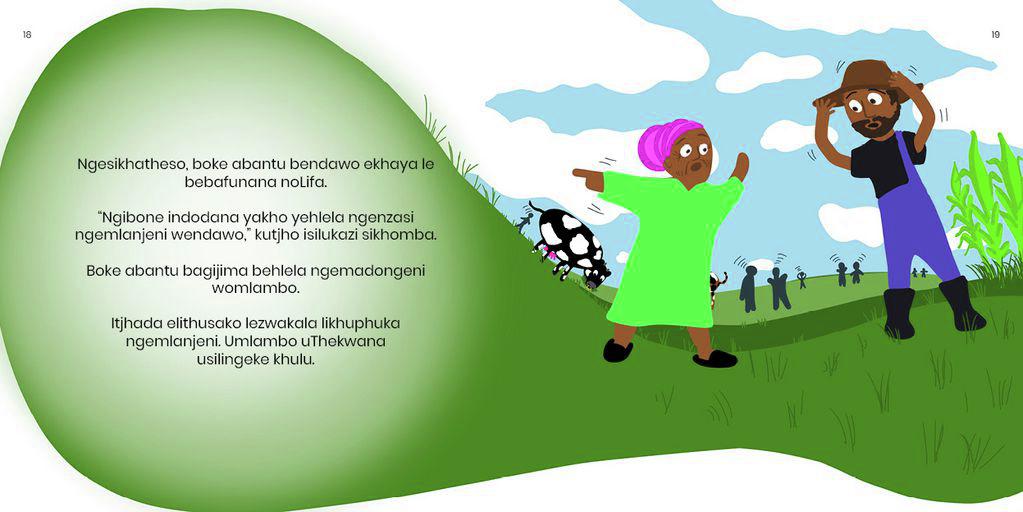 18
19
Ngesikhatheso, boke abantu bendawo ekhaya le
bebafunana noLifa.
“Ngibone indodana yakho yehlela ngenzasi
ngemlanjeni wendawo,” kutjho isilukazi sikhomba.
Boke abantu bagijima behlela ngemadongeni
womlambo.
Itjhada elithusako lezwakala likhuphuka
ngemlanjeni. Umlambo uThekwana
usilingeke khulu.